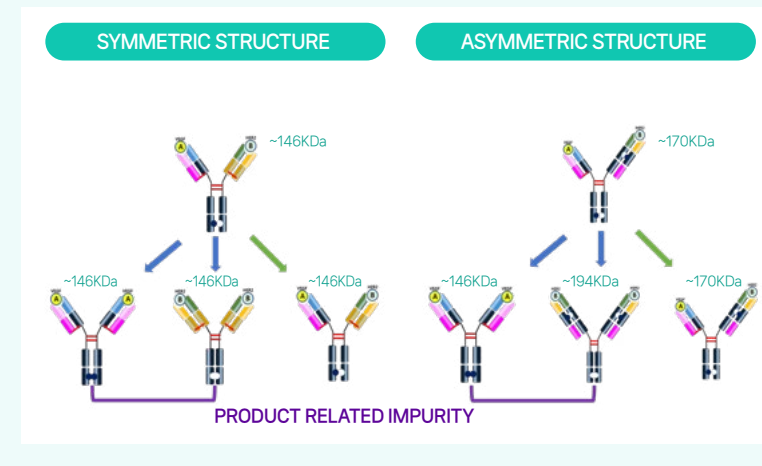 SYMMETRIC STRUCTURE
ASYMMETRIC STRUCTURE
A
B
~146KDa
A
B
~170KDa
~146KDa
~146KDa
~146KDa
~146KDa
~194KDa
~170KDa
A
A
B
B
A
B
A
A
B
B
A
B
PRODUCT RELATED IMPURITY